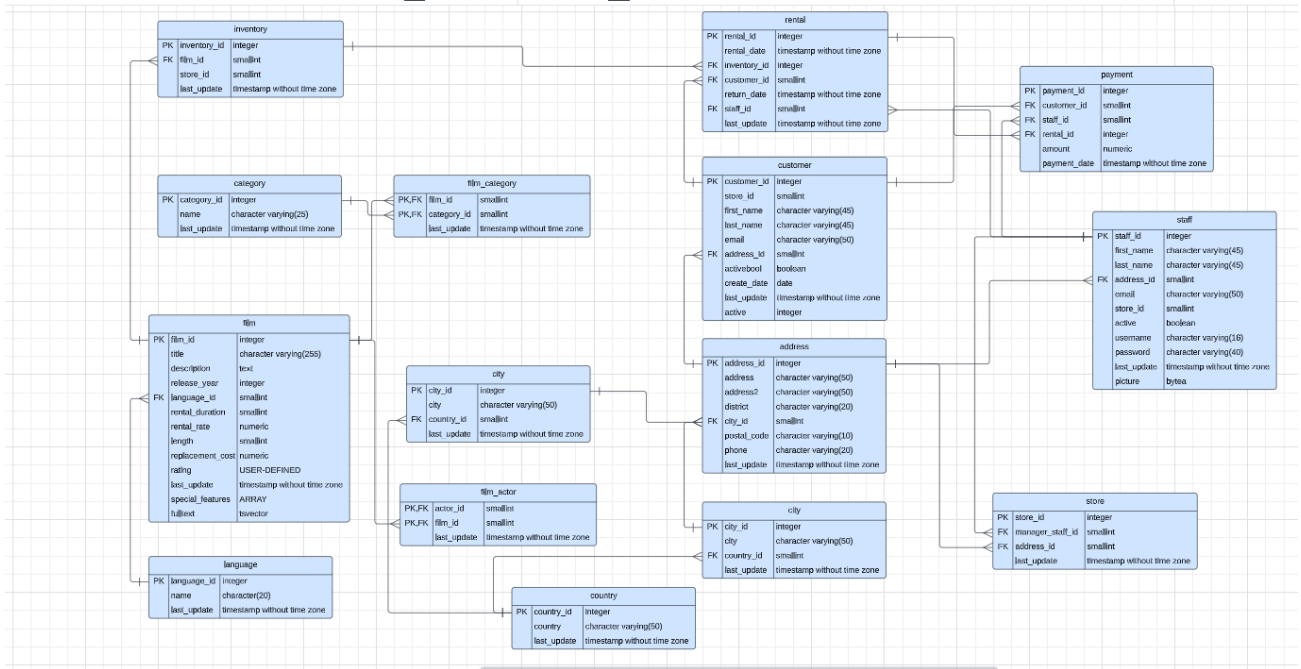 inventory
PK inventory_id integer
FK film_id smallint
store_id smallint
last_update timestamp without time zone
rental
PK rental_id integer
rental_date timestamp without time zone
FK inventory_id integer
FK customer_id smallint
return_date timestamp without time zone
FK staff_id smallint
last_update timestamp without time zone
payment
PK payment_id integer
FK customer_id smallint
FK staff_id smallint
FK rental_id integer
amount numeric
payment_date timestamp without time zone
category
PK category_id integer
name character varying(25)
last_update timestamp without time zone
film_category
PK,FK film_id smallint
PK,FK category_id smallint
last_update timestamp without time zone
customer
PK customer_id integer
store_id smallint
first_name character varying(45)
last_name character varying(45)
email character varying(50)
FK address_id smallint
activebool boolean
create_date date
last_update timestamp without time zone
active integer
staff
PK staff_id integer
first_name character varying(45)
last_name character varying(45)
FK address_id smallint
email character varying(50)
store_id smallint
active boolean
username character varying(16)
password character varying(40)
last_update timestamp without time zone
picture bytea
film
PK film_id integer
title character varying(255)
description text
release_year integer
FK language_id smallint
rental_duration smallint
rental_rate numeric
length smallint
replacement_cost numeric
rating USER-DEFINED
last_update timestamp without time zone
special_features ARRAY
fulltext tsvector
city
PK city_id integer
city character varying(50)
FK country_id smallint
last_update timestamp without time zone
address
PK address_id integer
address character varying(50)
address2 character varying(50)
district character varying(20)
FK city_id smallint
postal_code character varying(10)
phone character varying(20)
last_update timestamp without time zone
film_actor
PK,FK actor_id smallint
PK,FK film_id smallint
last_update timestamp without time zone
city
PK city_id integer
city character varying(50)
FK country_id smallint
last_update timestamp without time zone
store
PK store_id integer
FK manager_staff_id smallint
FK address_id smallint
last_update timestamp without time zone
language
PK language_id integer
name character(20)
last_update timestamp without time zone
country
PK country_id integer
country character varying(50)
last_update timestamp without time zone